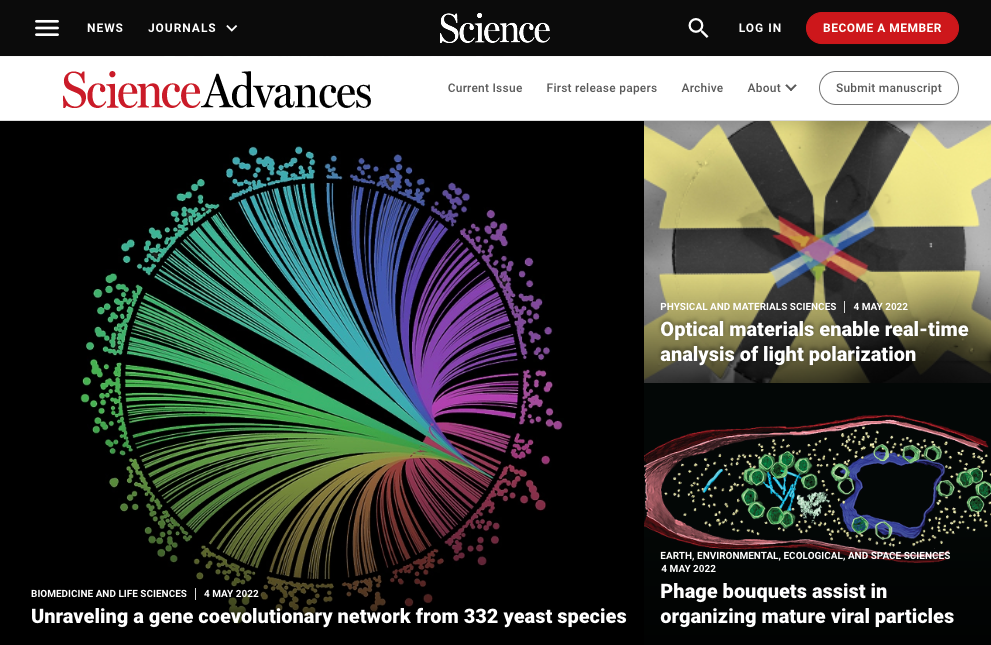 NEWS
JOURNALS
Science
LOG IN
BECOME A MEMBER
ScienceAdvances
Current Issue
First release papers
Archive
About
Submit manuscript
BIOMEDICINE AND LIFE SCIENCES | 4 MAY 2022
Unraveling a gene coevolutionary network from 332 yeast species
PHYSICAL AND MATERIALS SCIENCES | 4 MAY 2022
Optical materials enable real-time
analysis of light polarization
EARTH, ENVIRONMENTAL, ECOLOGICAL, AND SPACE SCIENCES
4 MAY 2022
Phage bouquets assist in
organizing mature viral particles